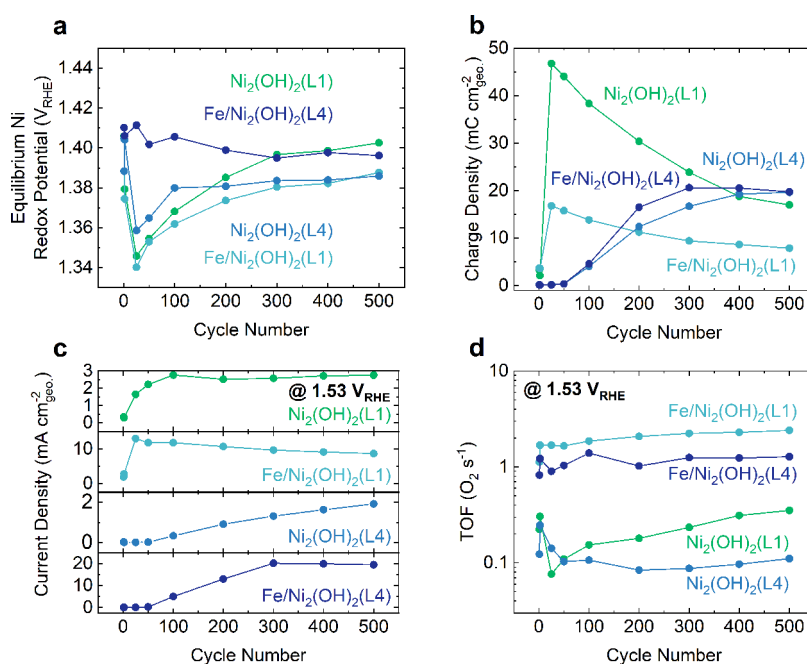 a
Equilibrium Ni
Redox Potential (V_RHE)
1.44
1.42
1.40
1.38
1.36
1.34
Ni₂(OH)₂(L1)
Fe/Ni₂(OH)₂(L4)
Ni₂(OH)₂(L4)
Fe/Ni₂(OH)₂(L1)
0 100 200 300 400 500
Cycle Number
b
Charge Density (mC cm⁻²geo.)
50
40
30
20
10
0
Ni₂(OH)₂(L1)
Ni₂(OH)₂(L4)
Fe/Ni₂(OH)₂(L4)
Fe/Ni₂(OH)₂(L1)
0 100 200 300 400 500
Cycle Number
c
Current Density (mA cm⁻²geo.)
3
2
1
0
@ 1.53 V_RHE
Ni₂(OH)₂(L1)
10
0
Fe/Ni₂(OH)₂(L1)
2
0
Ni₂(OH)₂(L4)
20
10
0
Fe/Ni₂(OH)₂(L4)
0 100 200 300 400 500
Cycle Number
d
TOF (O₂ s⁻¹)
10
1
0.1
@ 1.53 V_RHE
Fe/Ni₂(OH)₂(L1)
Fe/Ni₂(OH)₂(L4)
Ni₂(OH)₂(L1)
Ni₂(OH)₂(L4)
0 100 200 300 400 500
Cycle Number